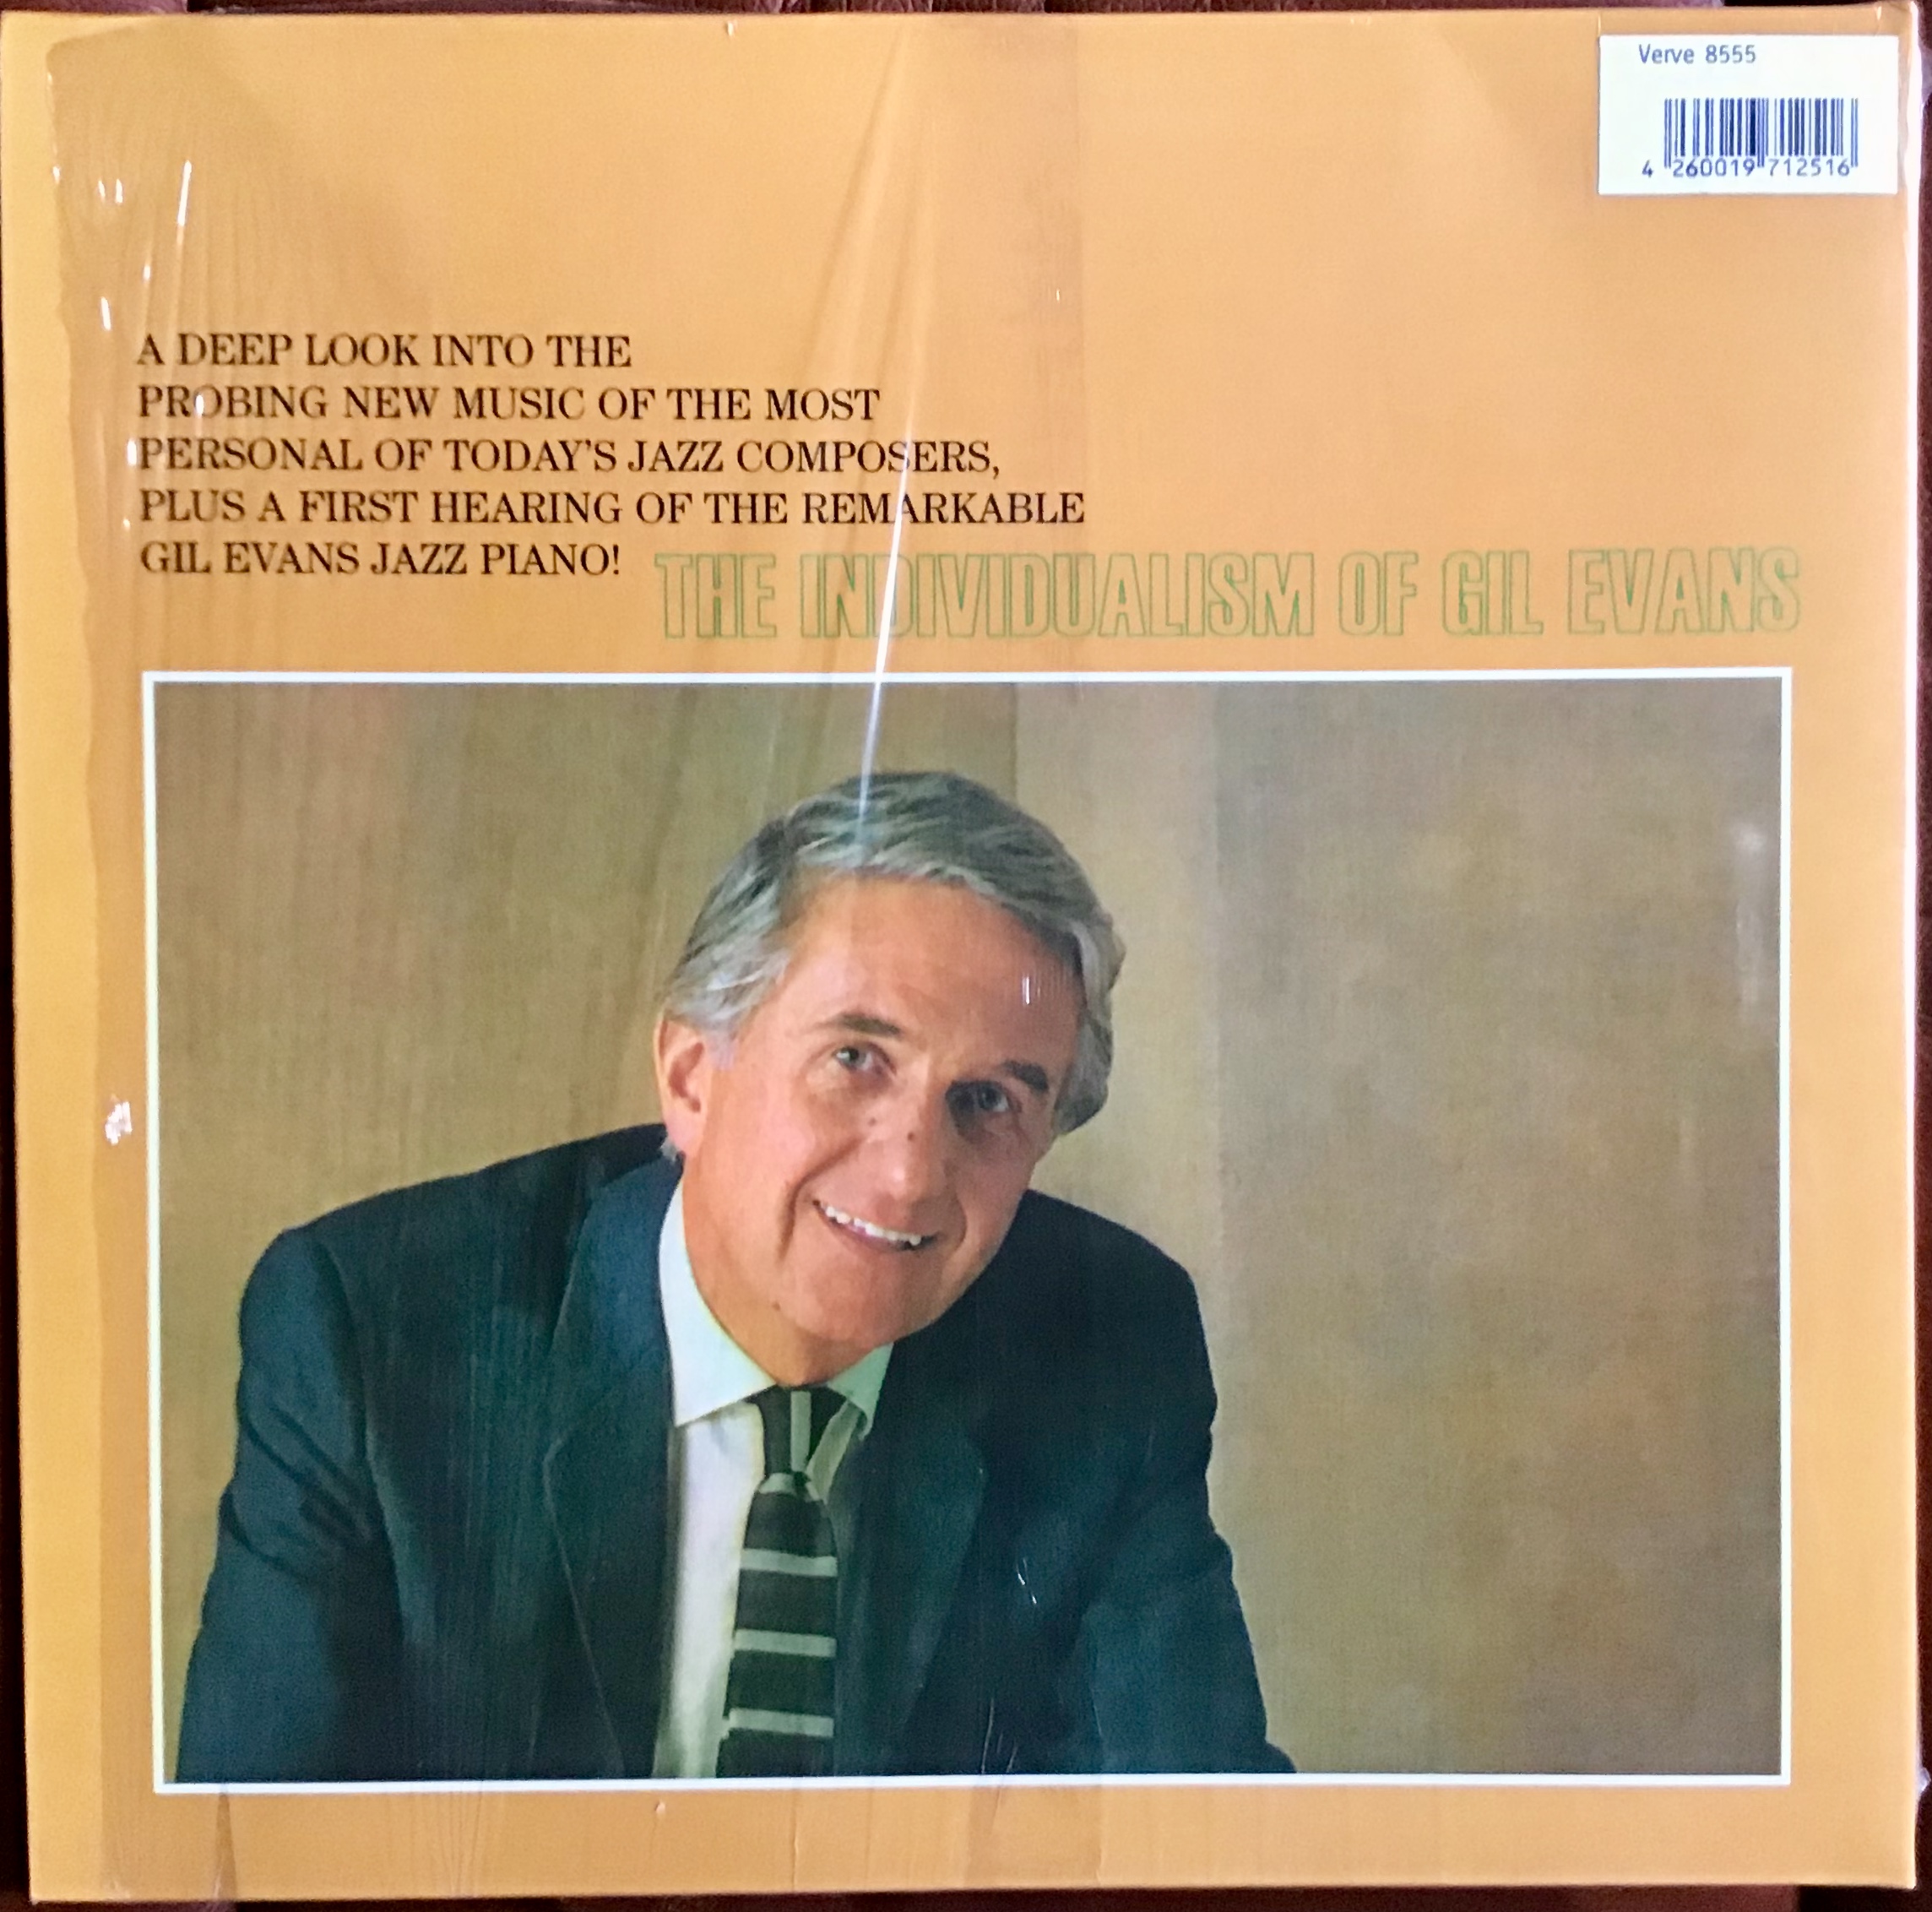 Verve 8555
4 260019 712516
A DEEP LOOK INTO THE
PROBING NEW MUSIC OF THE MOST
PERSONAL OF TODAY'S JAZZ COMPOSERS,
PLUS A FIRST HEARING OF THE REMARKABLE
GIL EVANS JAZZ PIANO!
THE INDIVIDUALISM OF GIL EVANS